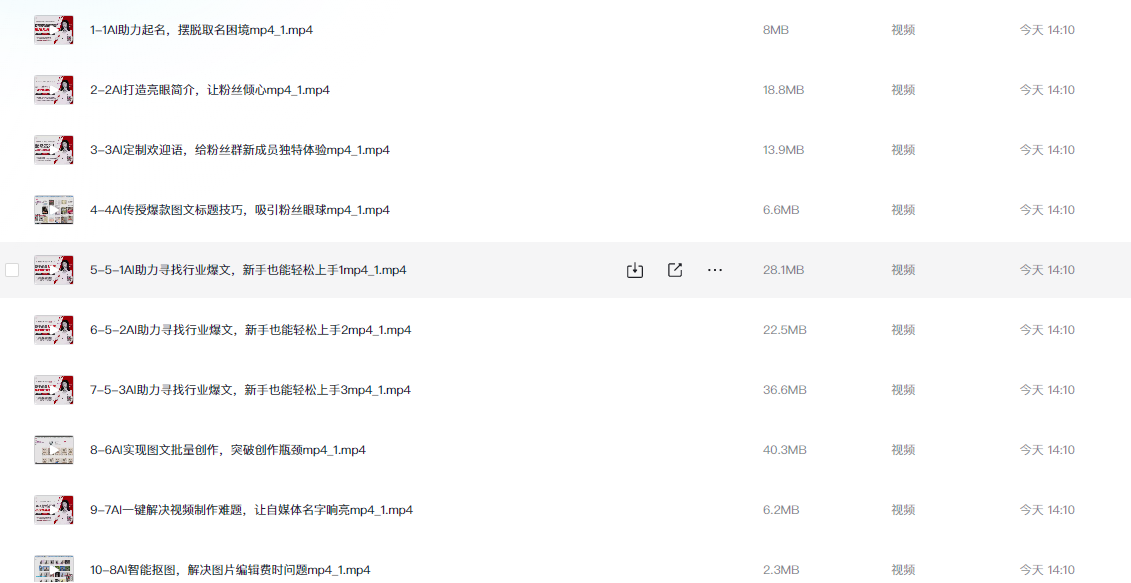 1-1AI助力起名，摆脱取名困境mp4_1.mp4 8MB 视频 今天 14:10
2-2AI打造亮眼简介，让粉丝倾心mp4_1.mp4 18.8MB 视频 今天 14:10
3-3AI定制欢迎语，给粉丝群新成员独特体验mp4_1.mp4 13.9MB 视频 今天 14:10
4-4AI传授爆款图文标题技巧，吸引粉丝眼球mp4_1.mp4 6.6MB 视频 今天 14:10
5-5-1AI助力寻找行业爆文，新手也能轻松上手1mp4_1.mp4 28.1MB 视频 今天 14:10
6-5-2AI助力寻找行业爆文，新手也能轻松上手2mp4_1.mp4 22.5MB 视频 今天 14:10
7-5-3AI助力寻找行业爆文，新手也能轻松上手3mp4_1.mp4 36.6MB 视频 今天 14:10
8-6AI实现图文批量创作，突破创作瓶颈mp4_1.mp4 40.3MB 视频 今天 14:10
9-7AI一键解决视频制作难题，让自媒体名字响亮mp4_1.mp4 6.2MB 视频 今天 14:10
10-8AI智能抠图，解决图片编辑费时问题mp4_1.mp4 2.3MB 视频 今天 14:10